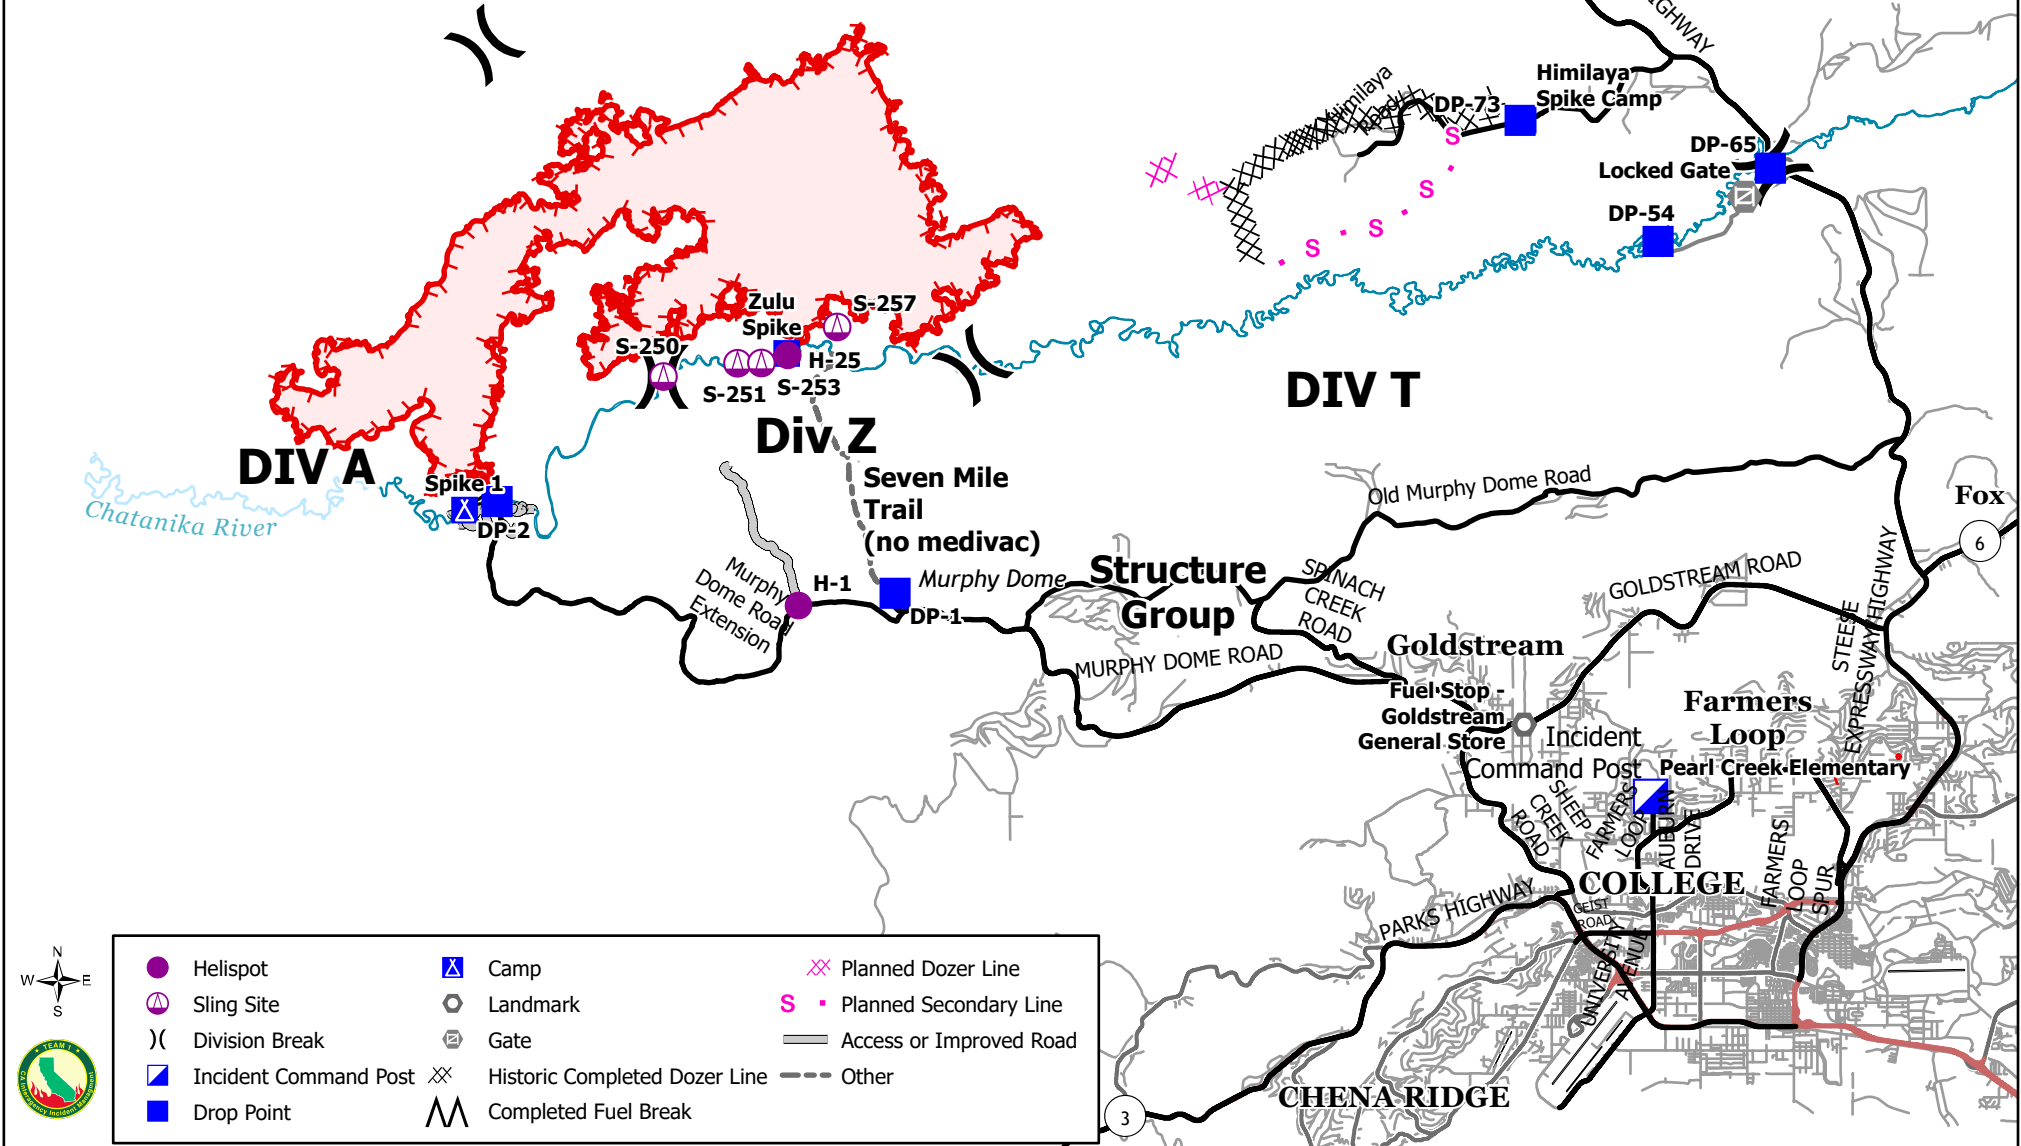 HIGHWAY
Himilaya
Road
DP-73
Himilaya
Spike Camp
S
S
S
S
DP-65
Locked Gate
DP-54
Zulu
Spike
S-257
S-250
H-25
S-251
S-253
DIV T
Div Z
DIV A
Spike 1
DP-2
Chatanika River
Seven Mile
Trail
(no medivac)
Old Murphy Dome Road
Fox
6
Murphy
Dome Road
Extension
H-1
Murphy Dome
DP-1
Structure
Group
SPINACH
CREEK
ROAD
GOLDSTREAM ROAD
STEESE
EXPRESSWAY
HIGHWAY
MURPHY DOME ROAD
Goldstream
Fuel Stop -
Goldstream
General Store
Incident
Command Post
Farmers
Loop
Pearl Creek Elementary
SHEEP
CREEK
ROAD
FARMERS
LOOP
AUBURN
DRIVE
FARMERS
LOOP
SPUR
COLLEGE
GEIST
ROAD
PARKS HIGHWAY
UNIVERSITY
AVENUE
CHENA RIDGE
3
N
W
E
S
TEAM 1
CA Interagency Incident Management
Helispot
Sling Site
Division Break
Incident Command Post
Drop Point
Camp
Landmark
Gate
Historic Completed Dozer Line
Completed Fuel Break
Planned Dozer Line
S
Planned Secondary Line
Access or Improved Road
Other